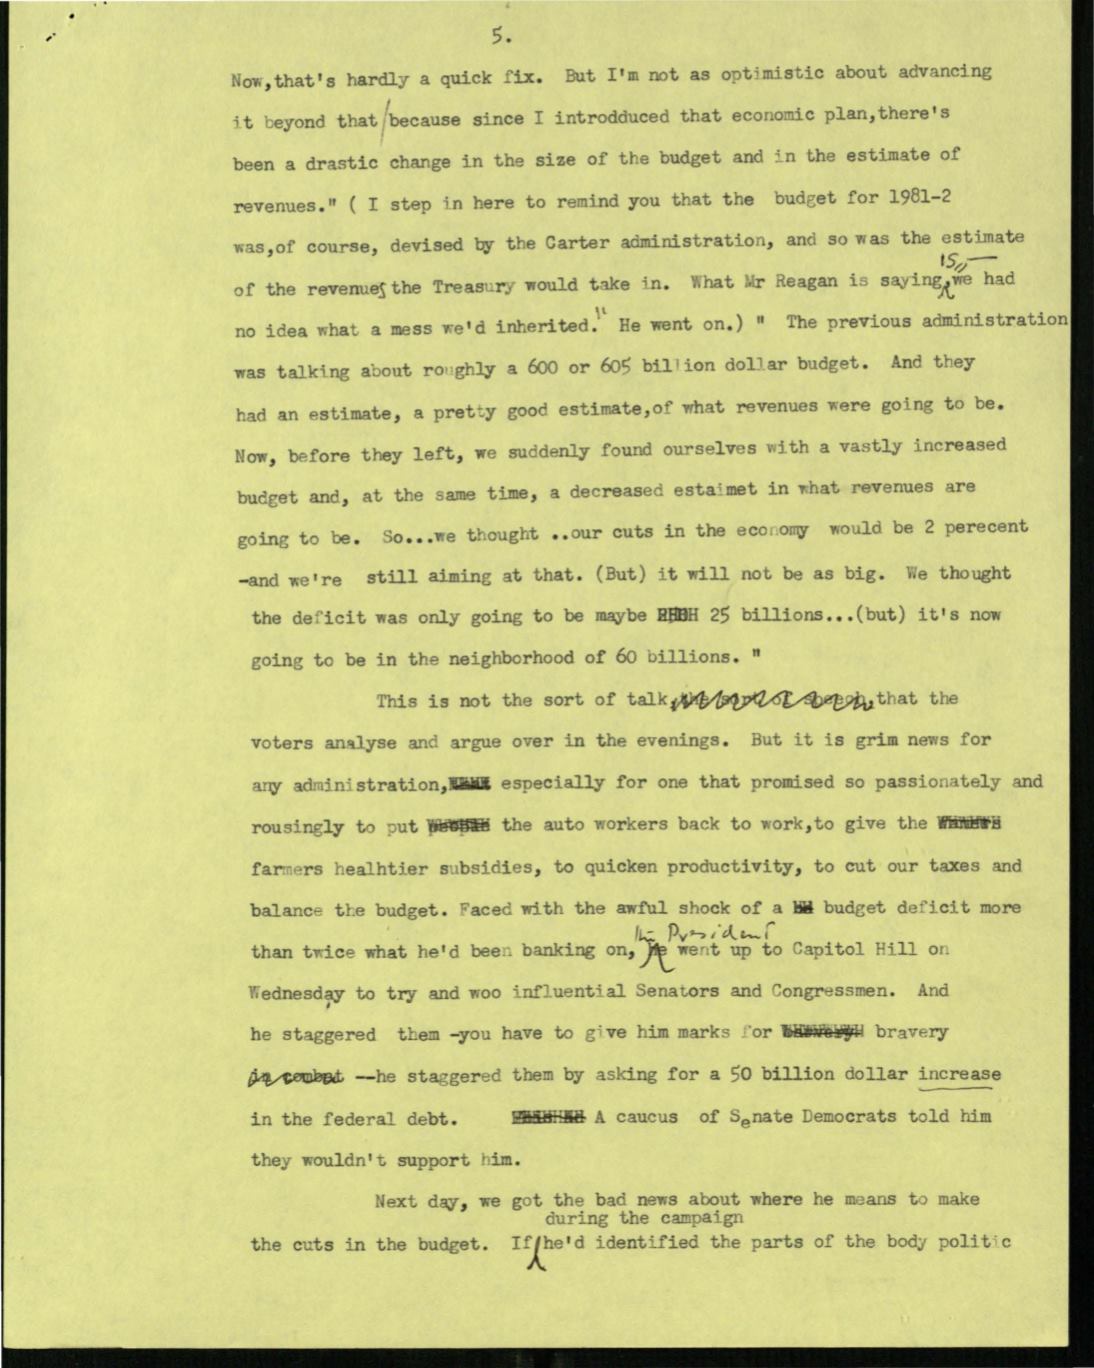 5.
Now,that's hardly a quick fix.  But I'm not as optimistic about advancing
it beyond that/because since I introdduced that economic plan,there's
been a drastic change in the size of the budget and in the estimate of
revenues." ( I step in here to remind you that the  budget for 1981-2
was,of course, devised by the Carter administration, and so was the estimate
is,"
of the revenues the Treasury would take in.  What Mr Reagan is saying we had
no idea what a mess we'd inherited." He went on.) "  The previous administration
was talking about roughly a 600 or 605 billion dollar budget.  And they
had an estimate, a pretty good estimate,of what revenues were going to be.
Now, before they left, we suddenly found ourselves with a vastly increased
budget and, at the same time, a decreased estaimet in what revenues are
going to be.  So...we thought ..our cuts in the economy  would be 2 perecent
-and we're  still aiming at that. (But) it will not be as big.  We thought
the deficit was only going to be maybe 25 billions...(but) it's now
going to be in the neighborhood of 60 billions. "
This is not the sort of talk, the sort of speech,that the
voters analyse and argue over in the evenings.  But it is grim news for
any administration, especially for one that promised so passionately and
rousingly to put people the auto workers back to work,to give the
farmers healhtier subsidies, to quicken productivity, to cut our taxes and
balance the budget. Faced with the awful shock of a budget deficit more
the President
than twice what he'd been banking on, he went up to Capitol Hill on
Wednesday to try and woo influential Senators and Congressmen.  And
he staggered  them -you have to give him marks for bravery
in combat --he staggered them by asking for a 50 billion dollar increase
in the federal debt. A caucus  of Senate Democrats told him
they wouldn't support him.
Next day, we got the bad news about where he means to make
during the campaign
the cuts in the budget.  If he'd identified the parts of the body politic